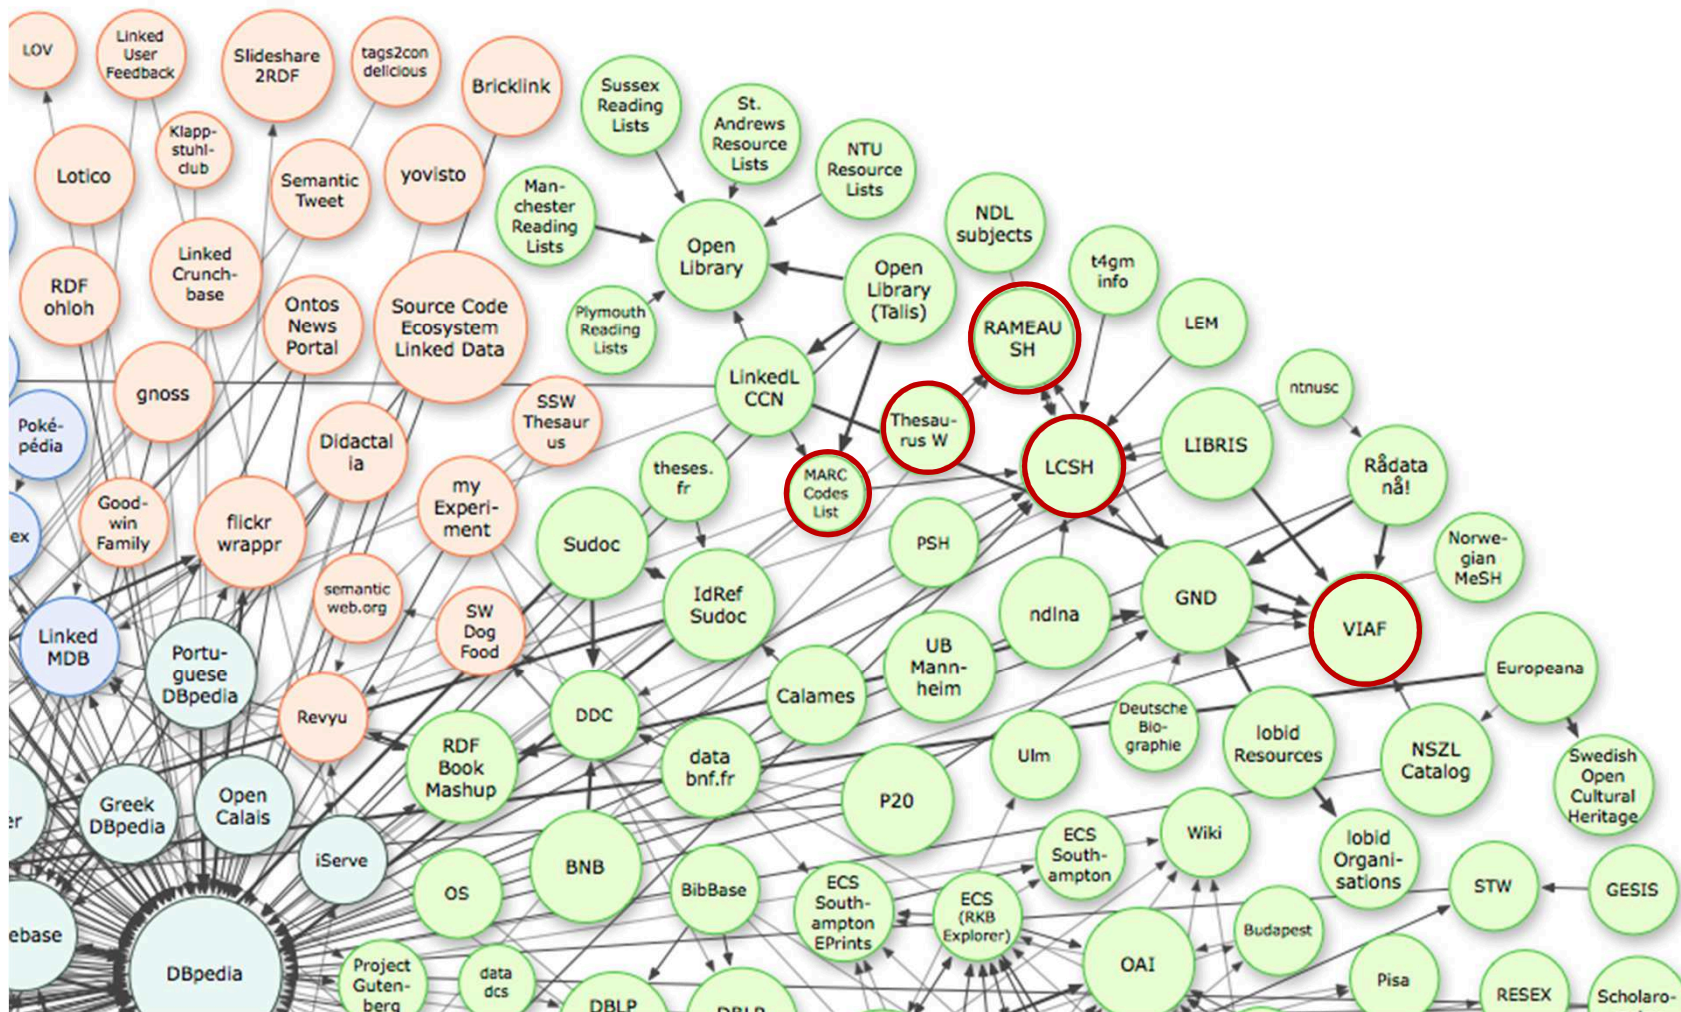 LOV
Linked
User
Feedback
Slideshare
2RDF
tags2con
delicious
Bricklink
Sussex
Reading
Lists
St.
Andrews
Resource
Lists
NTU
Resource
Lists
Klapp-
stuhl-
club
Lotico
Semantic
Tweet
yovisto
Man-
chester
Reading
Lists
Open
Library
NDL
subjects
t4gm
info
Linked
Crunch-
base
RDF
ohloh
Ontos
News
Portal
Source Code
Ecosystem
Linked Data
Plymouth
Reading
Lists
Open
Library
(Talis)
RAMEAU
SH
LEM
gnoss
LinkedL
CCN
ntnusc
Poké-
pédia
Didactal
ia
SSW
Thesaur
us
Thesau-
rus W
LCSH
LIBRIS
Rådata
nå!
theses.
fr
MARC
Codes
List
ex
Good-
win
Family
flickr
wrappr
my
Experi-
ment
Sudoc
PSH
Norwe-
gian
MeSH
semantic
web.org
SW
Dog
Food
IdRef
Sudoc
ndlna
GND
VIAF
Linked
MDB
Portu-
guese
DBpedia
UB
Mann-
heim
Europeana
Revyu
DDC
Calames
Deutsche
Bio-
graphie
lobid
Resources
NSZL
Catalog
RDF
Book
Mashup
data
bnf.fr
Ulm
Swedish
Open
Cultural
Heritage
er
Greek
DBpedia
Open
Calais
P20
iServe
BNB
ECS
South-
ampton
Wiki
lobid
Organi-
sations
OS
BibBase
ECS
South-
ampton
EPrints
ECS
(RKB
Explorer)
STW
GESIS
ebase
DBpedia
Budapest
OAI
Project
Guten-
berg
data
dcs
DBLP
DBLP
Pisa
RESEX
Scholaro-